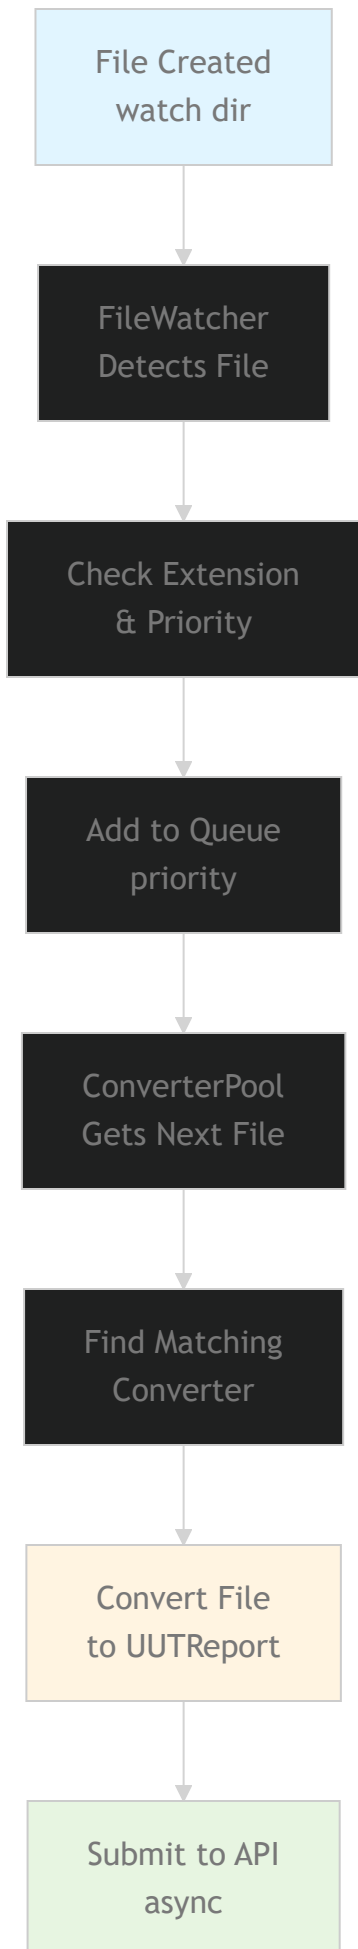 File Created
watch dir
FileWatcher
Detects File
Check Extension
& Priority
Add to Queue
priority
ConverterPool
Gets Next File
Find Matching
Converter
Convert File
to UUTReport
Submit to API
async